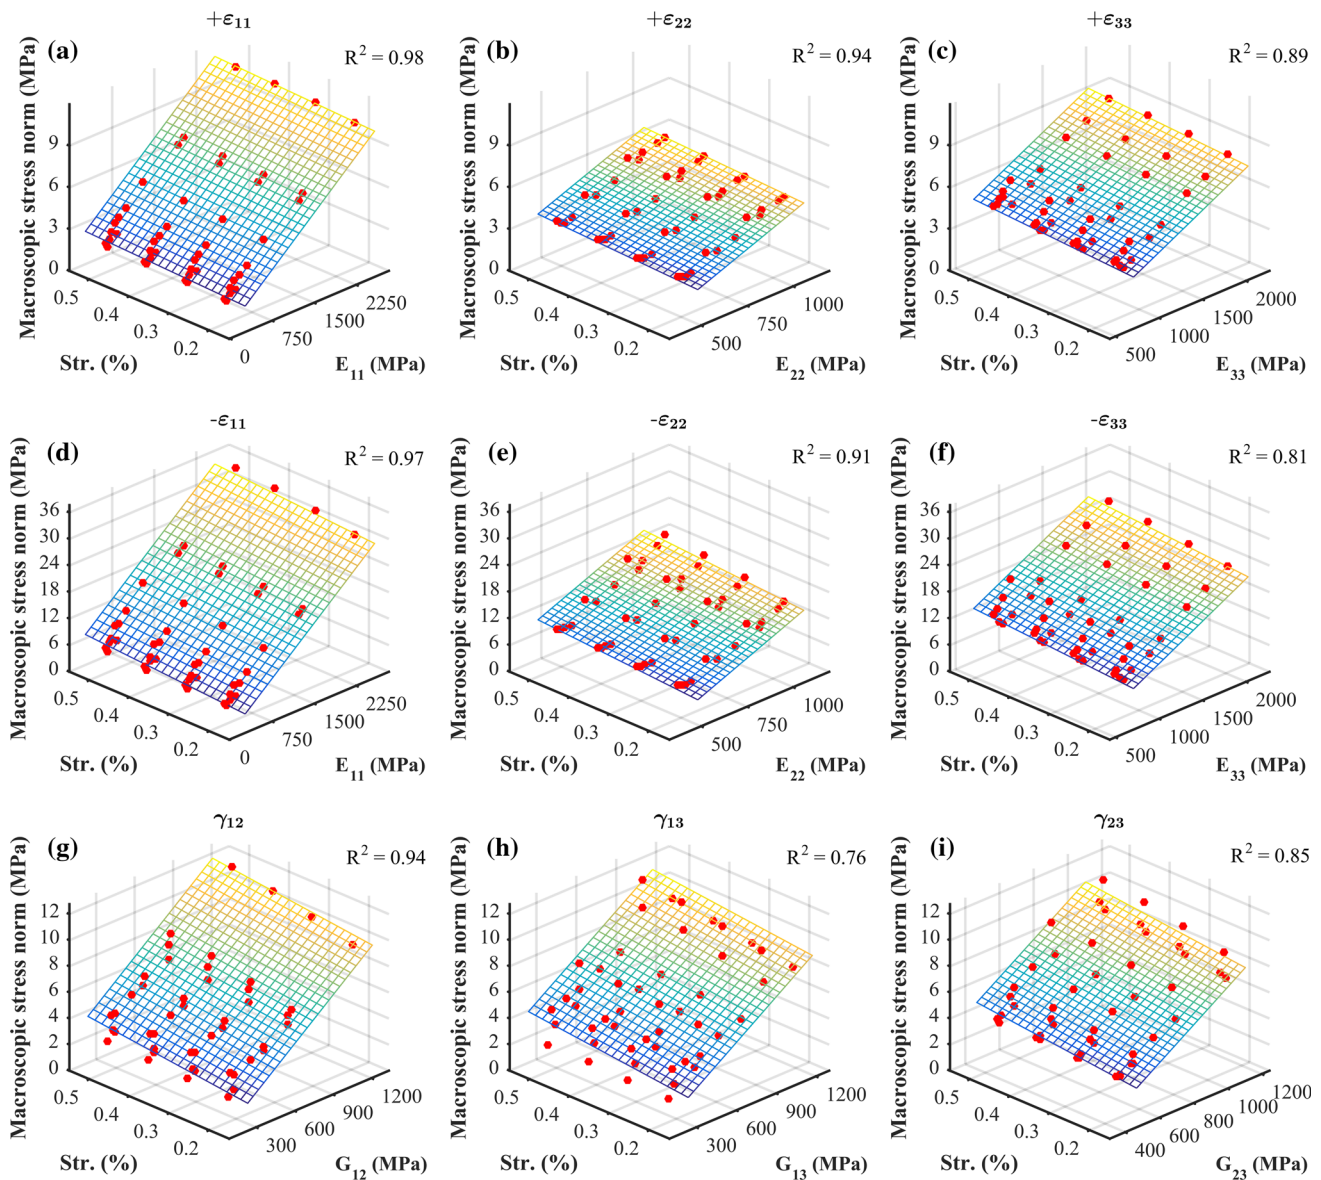 +ε11
(a)
R² = 0.98
Macroscopic stress norm (MPa)
9
6
3
0
0.5
0.4
0.3
0.2
Str. (%)
0
750
1500
2250
E11 (MPa)
+ε22
(b)
R² = 0.94
Macroscopic stress norm (MPa)
9
6
3
0
0.5
0.4
0.3
0.2
Str. (%)
500
750
1000
E22 (MPa)
+ε33
(c)
R² = 0.89
Macroscopic stress norm (MPa)
9
6
3
0
0.5
0.4
0.3
0.2
Str. (%)
500
1000
1500
2000
E33 (MPa)
-ε11
(d)
R² = 0.97
Macroscopic stress norm (MPa)
36
30
24
18
12
6
0
0.5
0.4
0.3
0.2
Str. (%)
0
750
1500
2250
E11 (MPa)
-ε22
(e)
R² = 0.91
Macroscopic stress norm (MPa)
36
30
24
18
12
6
0
0.5
0.4
0.3
0.2
Str. (%)
500
750
1000
E22 (MPa)
-ε33
(f)
R² = 0.81
Macroscopic stress norm (MPa)
36
30
24
18
12
6
0
0.5
0.4
0.3
0.2
Str. (%)
500
1000
1500
2000
E33 (MPa)
γ12
(g)
R² = 0.94
Macroscopic stress norm (MPa)
12
10
8
6
4
2
0
0.5
0.4
0.3
0.2
Str. (%)
300
600
900
1200
G12 (MPa)
γ13
(h)
R² = 0.76
Macroscopic stress norm (MPa)
12
10
8
6
4
2
0
0.5
0.4
0.3
0.2
Str. (%)
300
600
900
1200
G13 (MPa)
γ23
(i)
R² = 0.85
Macroscopic stress norm (MPa)
12
10
8
6
4
2
0
0.5
0.4
0.3
0.2
Str. (%)
400
600
800
1000
1200
G23 (MPa)